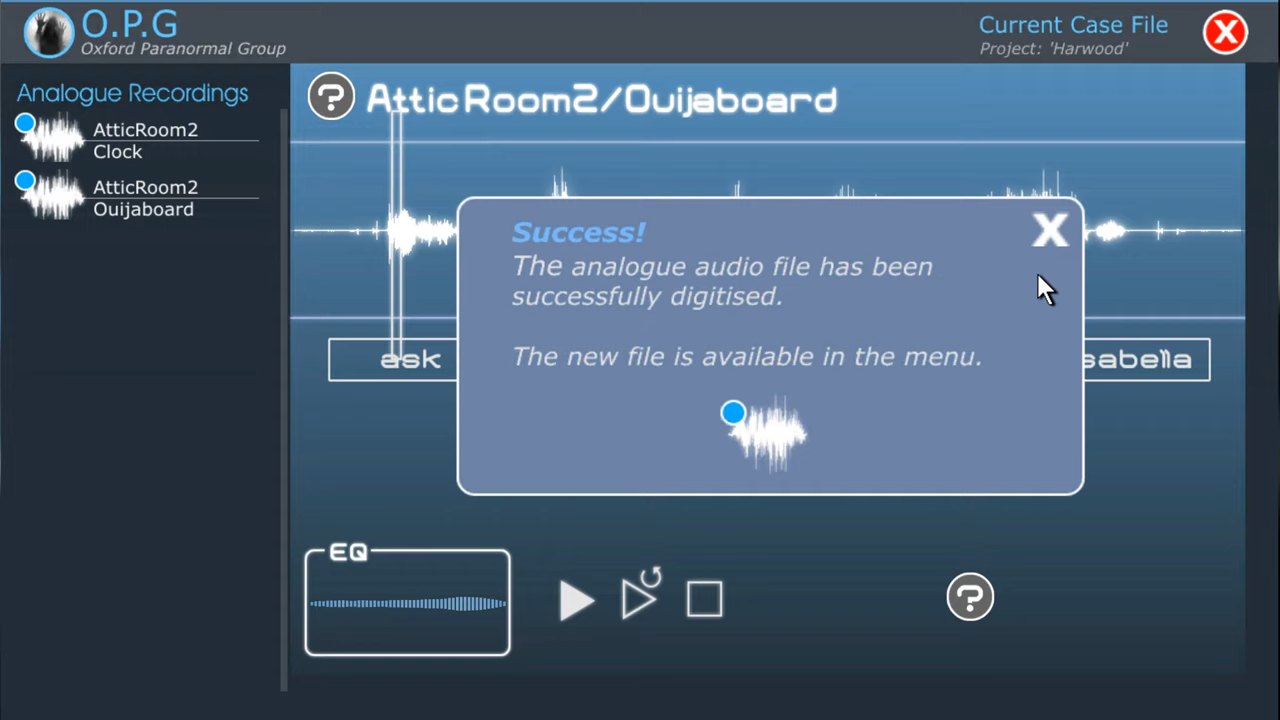 O.P.G
Oxford Paranormal Group
Current Case File
Project: 'Harwood'
X
Analogue Recordings
AtticRoom2
Clock
AtticRoom2
Ouijaboard
? AtticRoom2/Ouijaboard
Success!
X
The analogue audio file has been
successfully digitised.
The new file is available in the menu.
ask
sabella
EQ
?